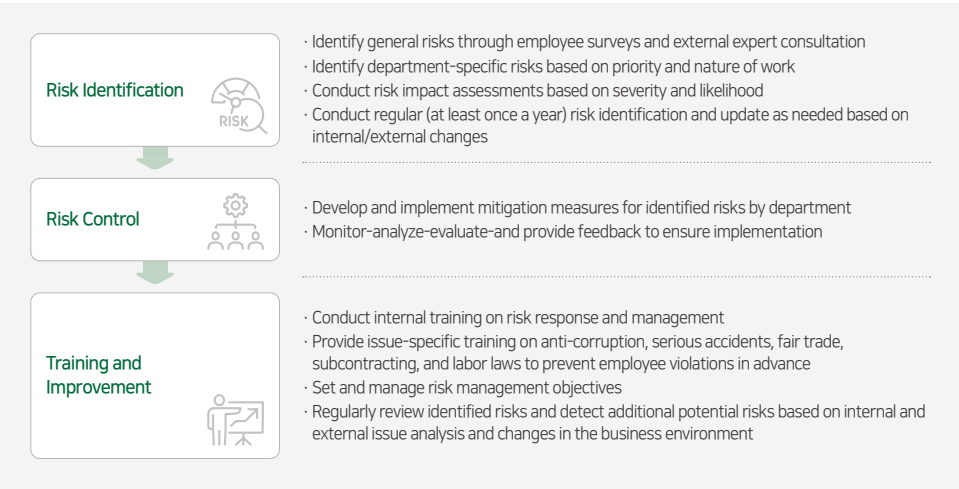 Risk Identification
RISK
· Identify general risks through employee surveys and external expert consultation
· Identify department-specific risks based on priority and nature of work
· Conduct risk impact assessments based on severity and likelihood
· Conduct regular (at least once a year) risk identification and update as needed based on
internal/external changes
Risk Control
· Develop and implement mitigation measures for identified risks by department
· Monitor-analyze-evaluate-and provide feedback to ensure implementation
Training and
Improvement
· Conduct internal training on risk response and management
· Provide issue-specific training on anti-corruption, serious accidents, fair trade,
subcontracting, and labor laws to prevent employee violations in advance
· Set and manage risk management objectives
· Regularly review identified risks and detect additional potential risks based on internal and
external issue analysis and changes in the business environment